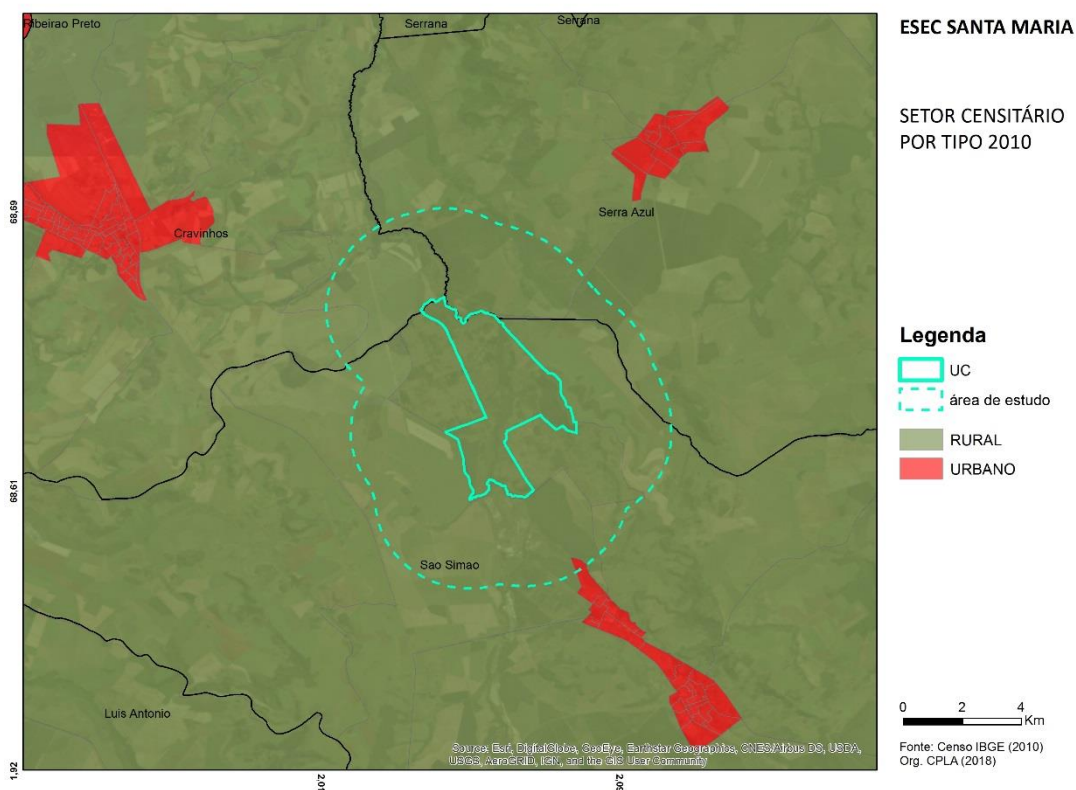 Ribeirao Preto
Serrana
Serrana
Cravinhos
Serra Azul
Sao Simao
Luis Antonio
68,69
68,61
1,92
2,01
Source: Esri, DigitalGlobe, GeoEye, Earthstar Geographics, CNES/Airbus DS, USDA,
USGS, AeroGRID, IGN, and the GIS User Community
ESEC SANTA MARIA
SETOR CENSITÁRIO
POR TIPO 2010
Legenda
UC
área de estudo
RURAL
URBANO
0 2 4
Km
Fonte: Censo IBGE (2010)
Org. CPLA (2018)